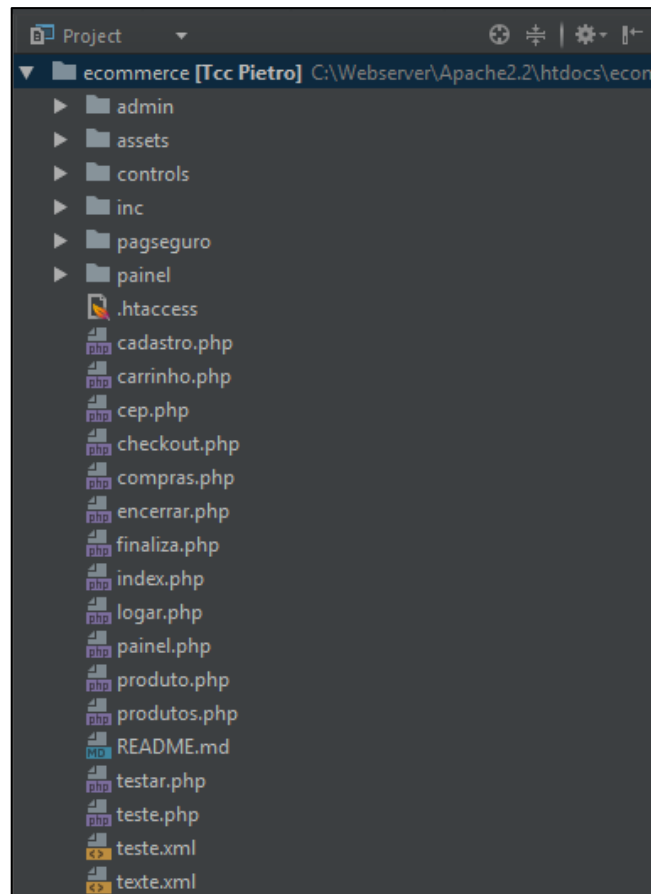 Project
ecommerce [Tcc Pietro] C:\Webserver\Apache2.2\htdocs\econ
admin
assets
controls
inc
pagseguro
painel
.htaccess
cadastro.php
carrinho.php
cep.php
checkout.php
compras.php
encerrar.php
finaliza.php
index.php
logar.php
painel.php
produto.php
produtos.php
README.md
testar.php
teste.php
teste.xml
texte.xml